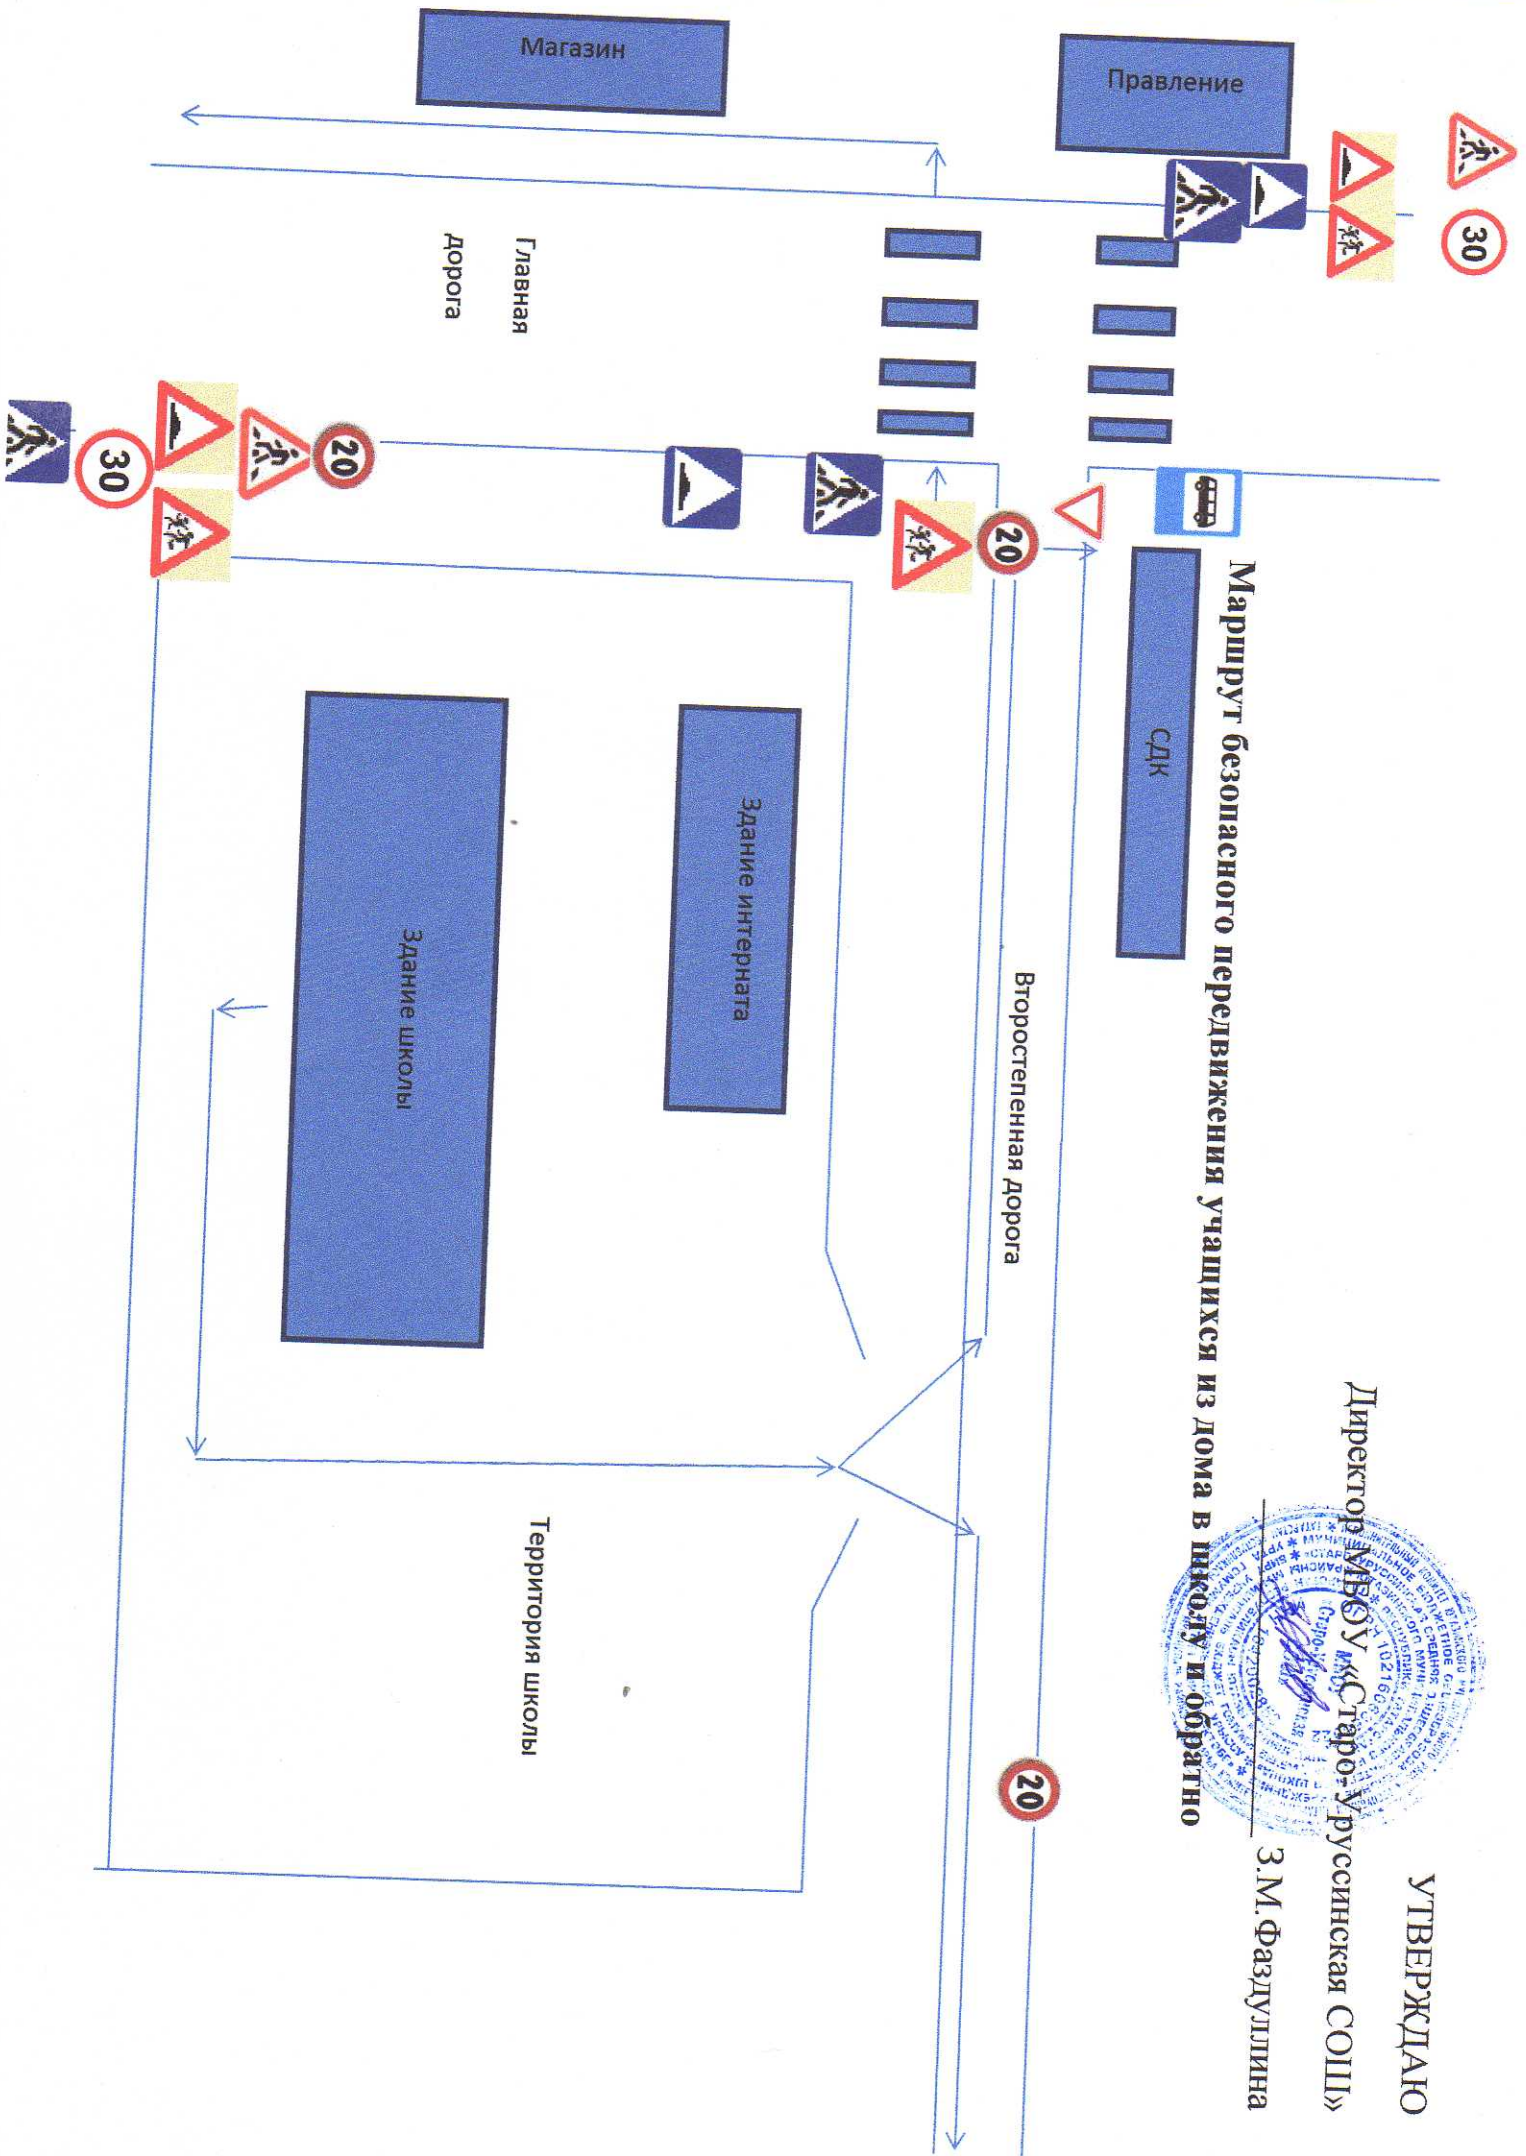 УТВЕРЖДАЮ
Директор МБОУ «Старо-Уруссинская СОШ»
З.М.Фаздуллина
Маршрут безопасного передвижения учащихся из дома в школу и обратно
30
Правление
Магазин
СДК
Главная
дорога
20
20
30
Второстепенная дорога
20
Здание интерната
Здание школы
Территория школы